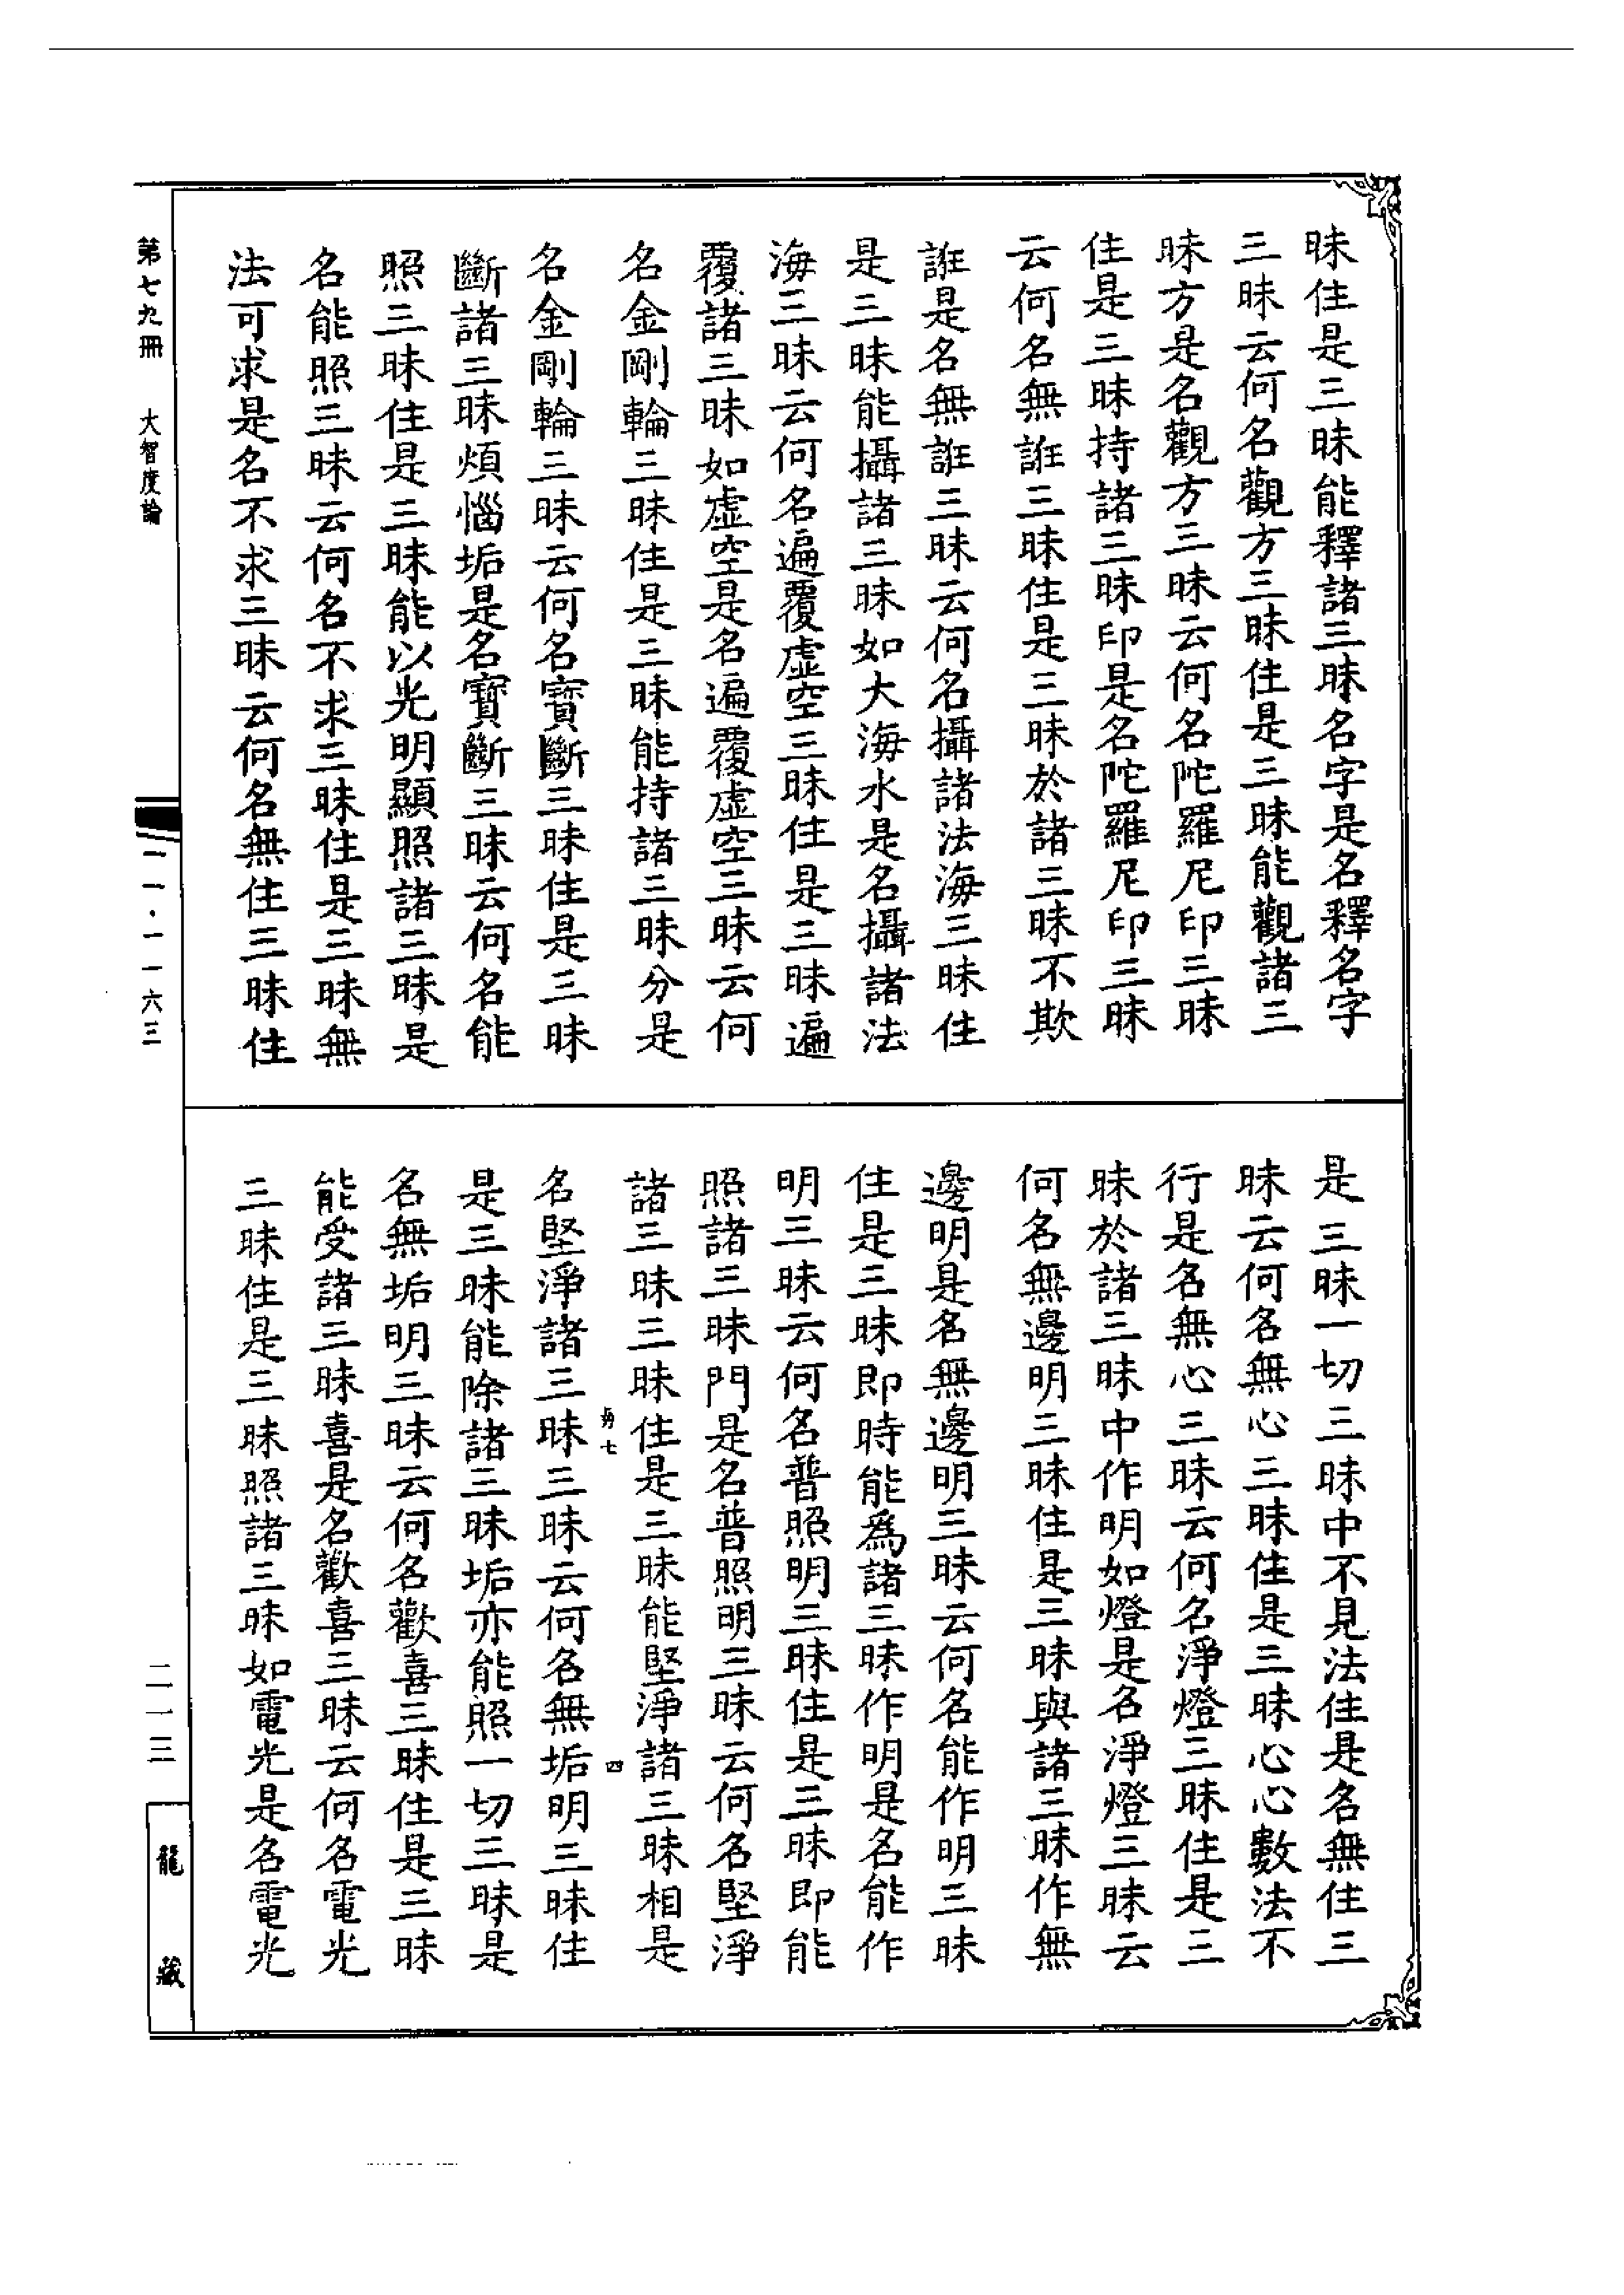 昧住是三昧能釋諸三昧名字是名釋名字
三昧云何名觀方三昧住是三昧能觀諸三
昧方是名觀方三昧云何名陀羅尼印三昧
住是三昧持諸三昧印是名陀羅尼印三昧
云何名無誑三昧住是三昧於諸三昧不欺
誑是名無誑三昧云何名攝諸法海三昧住
是三昧能攝諸三昧如大海水是名攝諸法
海三昧云何名遍覆虛空三昧住是三昧遍
覆諸三昧如虛空是名遍覆虛空三昧云何
名金剛輪三昧住是三昧能持諸三昧分是
名金剛輪三昧云何名寶斷三昧住是三昧
斷諸三昧煩惱垢是名寶斷三昧云何名能
照三昧住是三昧能以光明顯照諸三昧是
名能照三昧云何名不求三昧住是三昧無
法可求是名不求三昧云何名無住三昧住
是三昧一切三昧中不見法住是名無住三
昧云何名無心三昧住是三昧心心數法不
行是名無心三昧云何名淨燈三昧住是三
昧於諸三昧中作明如燈是名淨燈三昧云
何名無邊明三昧住是三昧與諸三昧作無
邊明是名無邊明三昧云何名能作明三昧
住是三昧即時能為諸三昧作明是名能作
明三昧云何名普照明三昧住是三昧即能
照諸三昧門是名普照明三昧云何名堅淨
諸三昧三昧住是三昧能堅淨諸三昧相是
七 四
名堅淨諸三昧三昧云何名無垢明三昧住
是三昧能除諸三昧垢亦能照一切三昧是
名無垢明三昧云何名歡喜三昧住是三昧
能受諸三昧喜是名歡喜三昧云何名電光
三昧住是三昧照諸三昧如電光是名電光
第七九冊 大智度論
一一·一一六三
二一三
龍藏